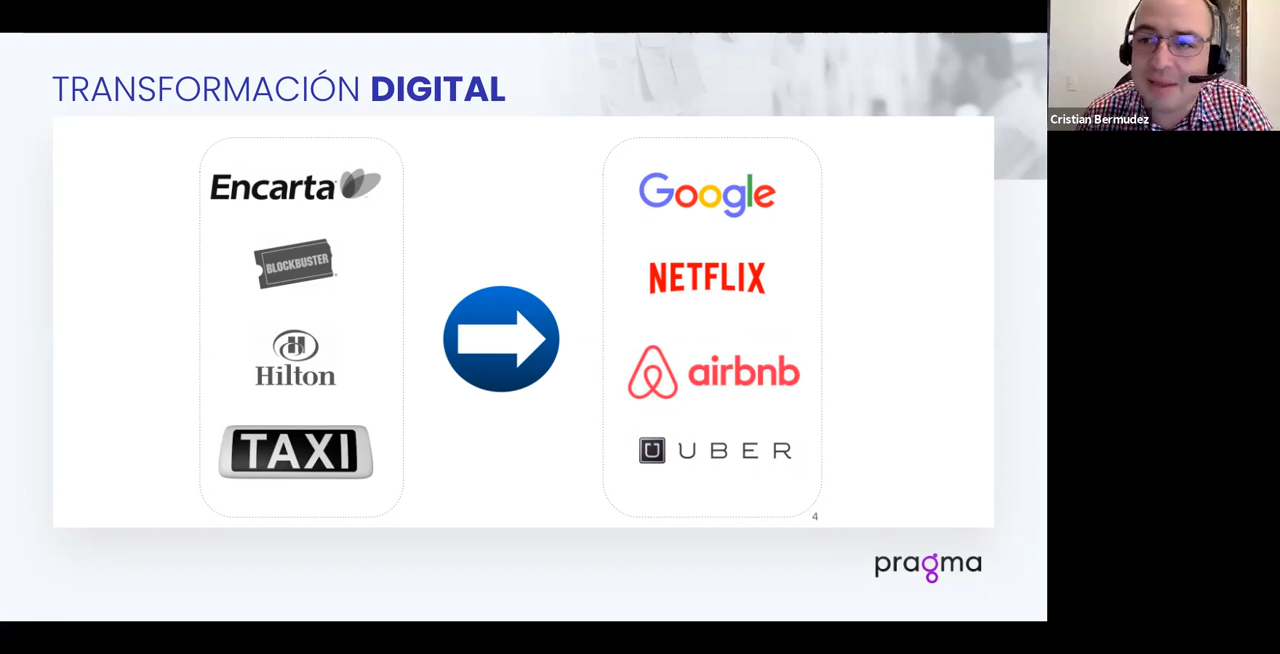 TRANSFORMACIÓN DIGITAL
Cristian Bermudez
Encarta
BLOCKBUSTER
Hilton
TAXI
Google
NETFLIX
airbnb
UBER
4
pragma